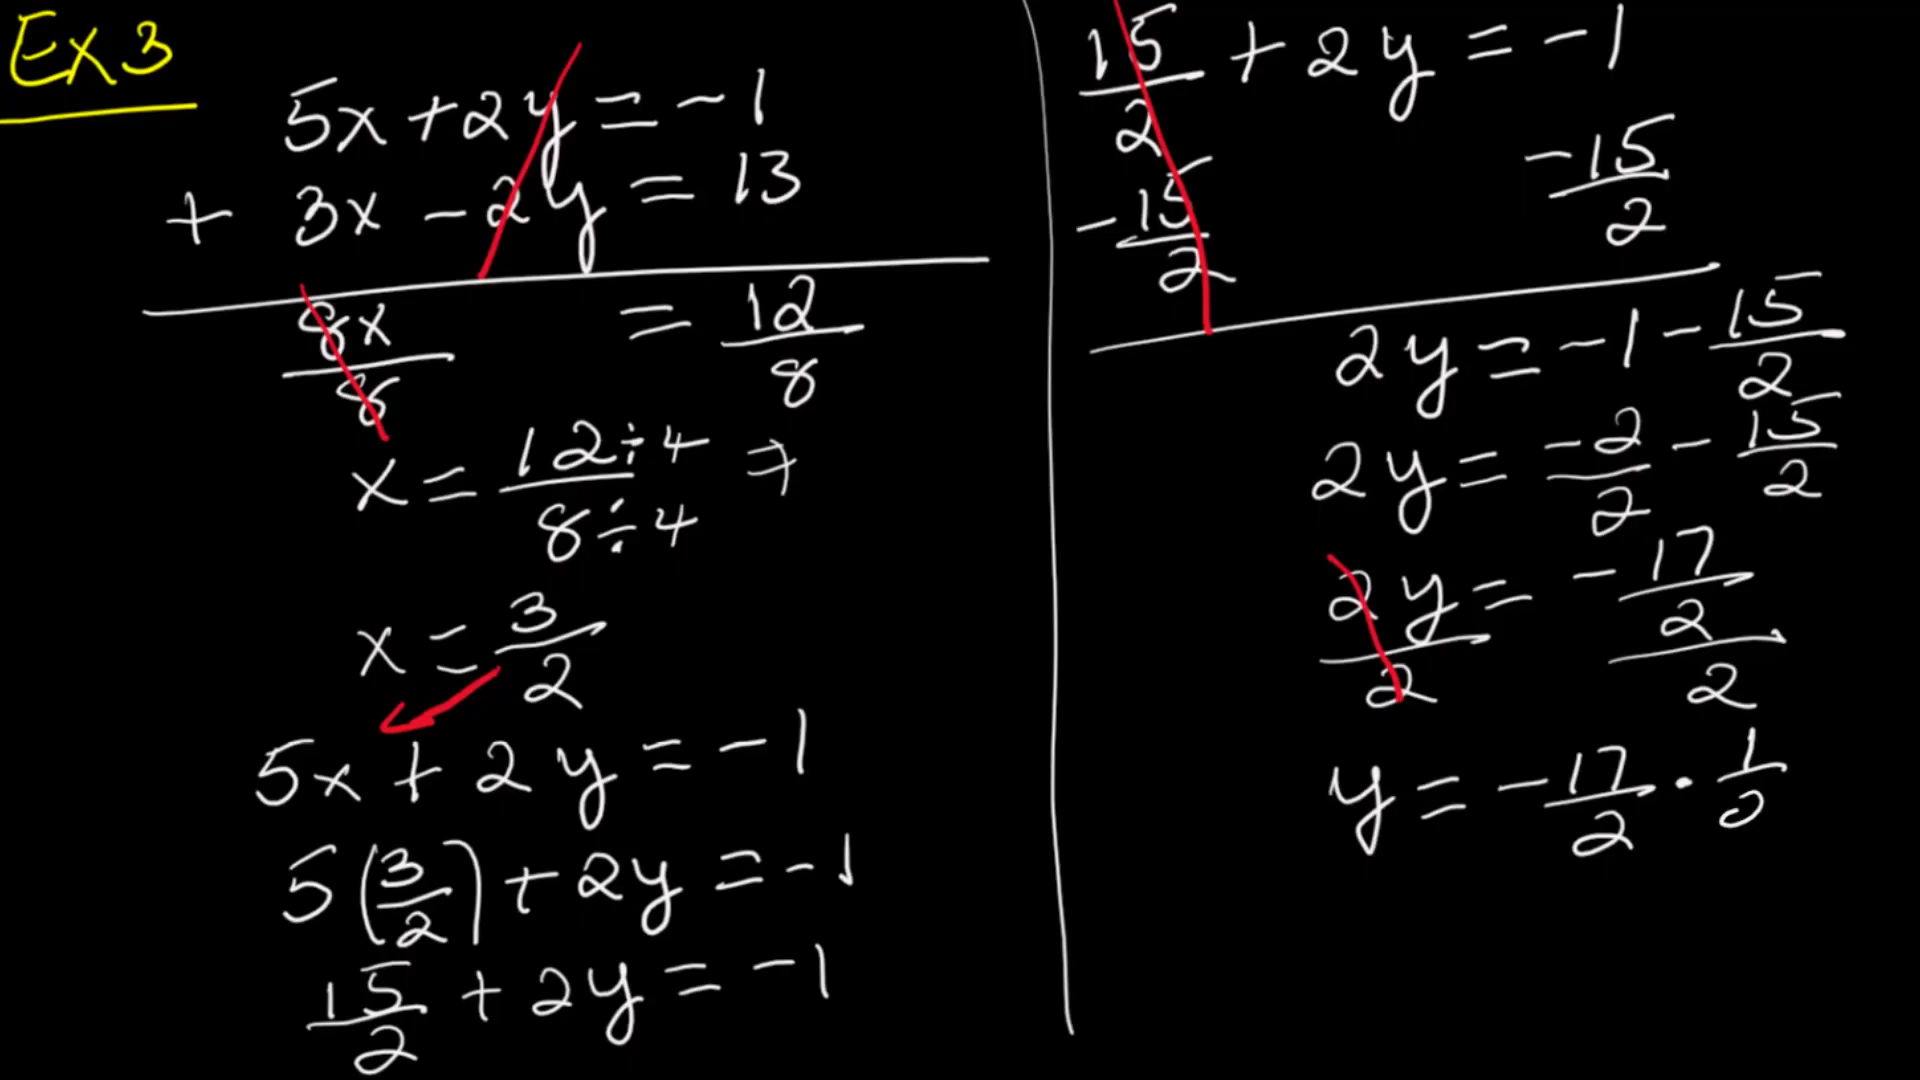 Ex 3
5x + 2y = -1
+ 3x - 2y = 13
8x/8 = 12/8
x = 12÷4/8÷4 ⇒
x = 3/2
5x + 2y = -1
5(3/2) + 2y = -1
15/2 + 2y = -1
15/2 + 2y = -1
-15/2 -15/2
2y = -1 - 15/2
2y = -2/2 - 15/2
2y/2 = -17/2/2
y = -17/2 · 1/